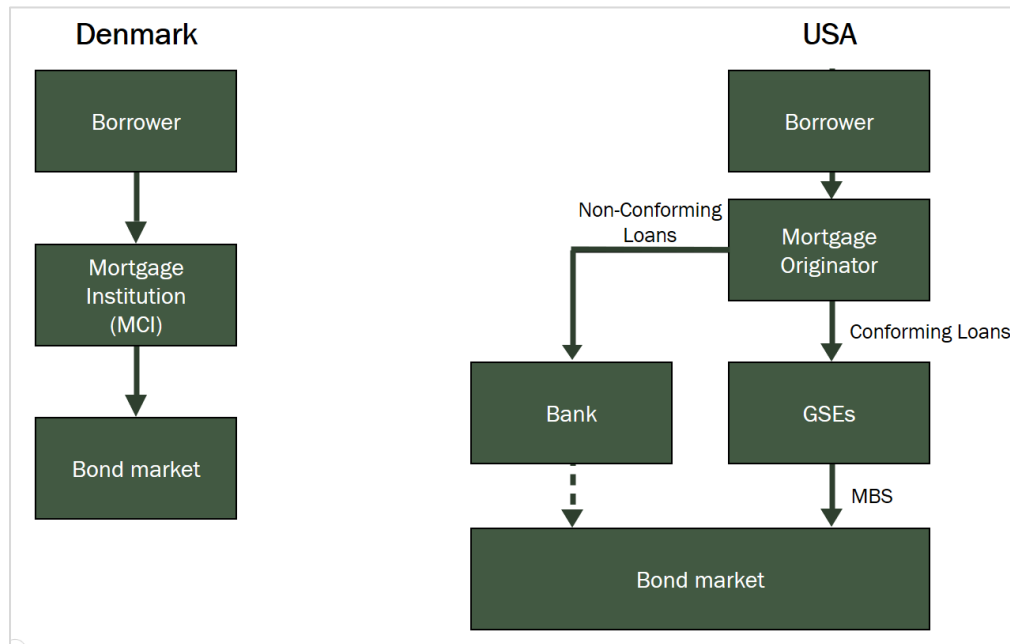 Denmark
USA
Borrower
Borrower
Non-Conforming
Loans
Mortgage
Originator
Mortgage
Institution
(MCI)
Conforming Loans
Bank
GSEs
Bond market
MBS
Bond market